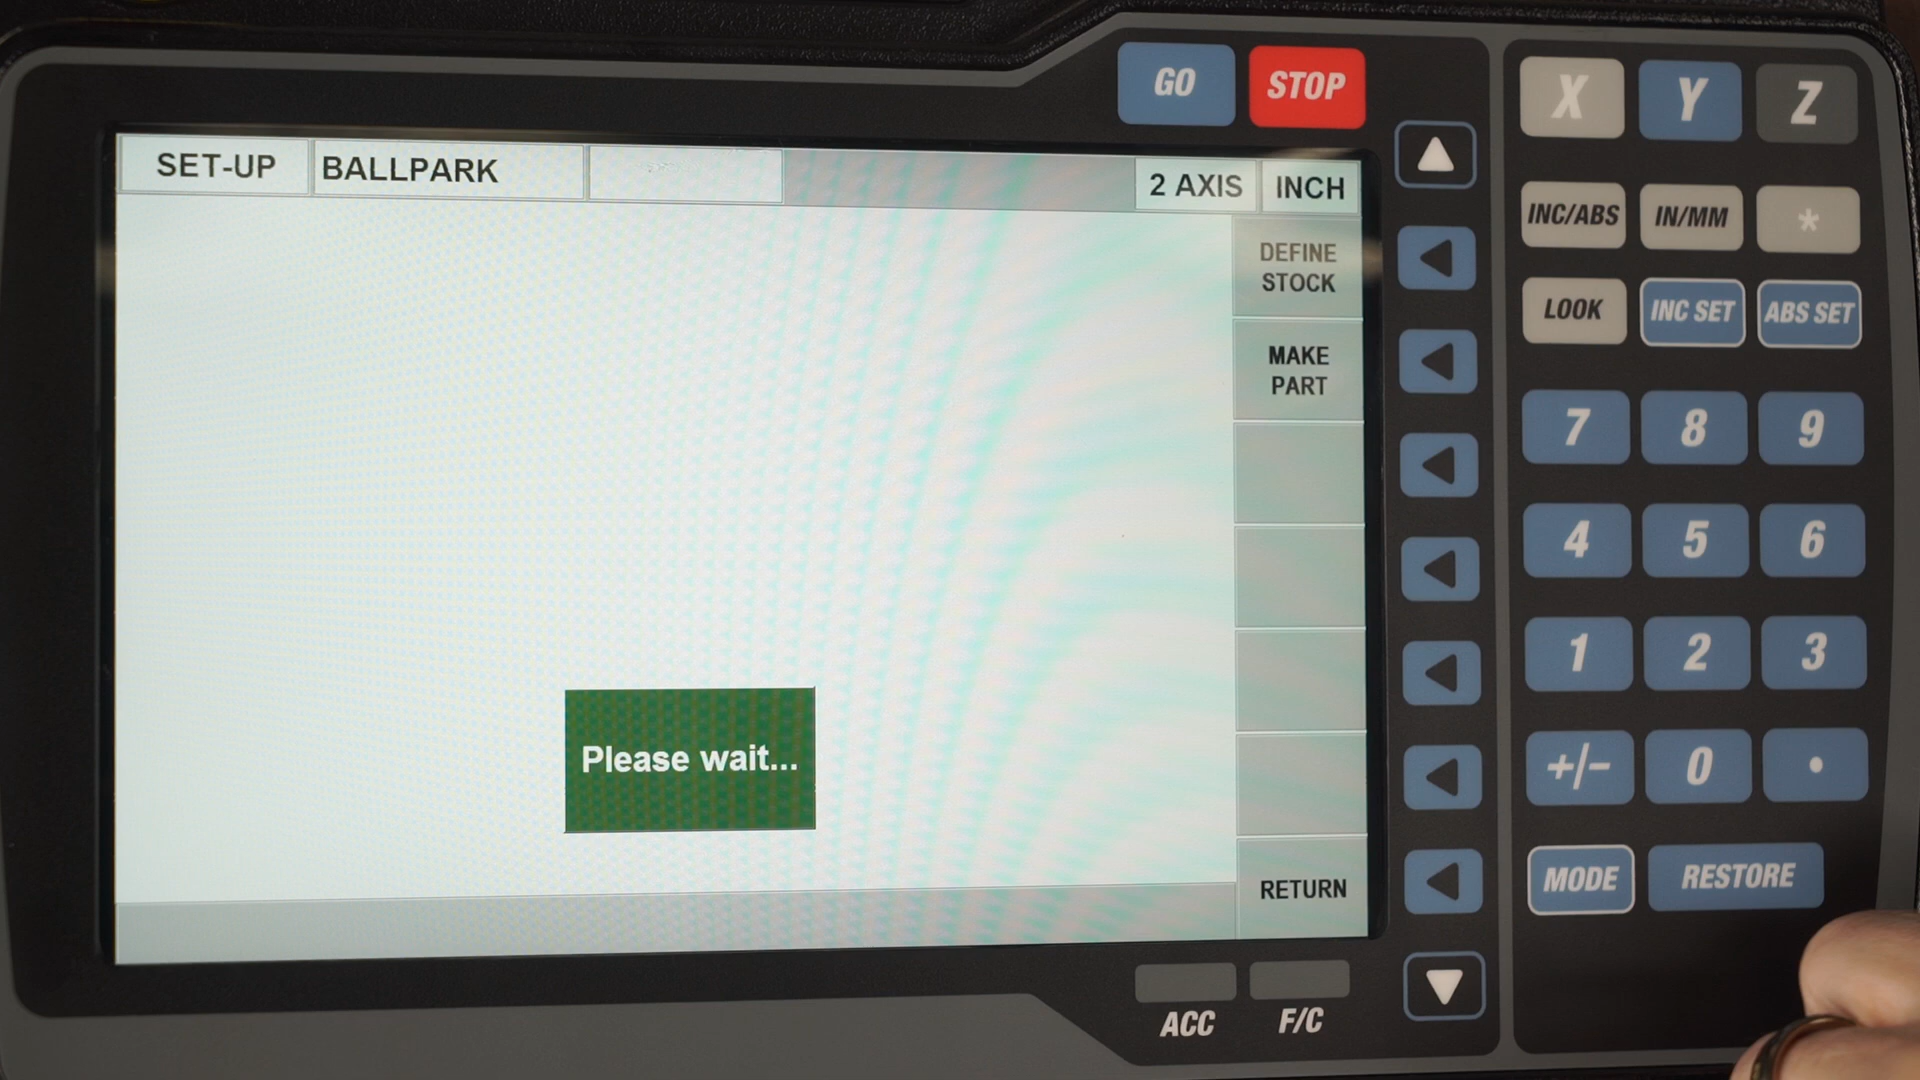 GO
STOP
SET-UP
BALLPARK
2 AXIS
INCH
DEFINE
STOCK
MAKE
PART
Please wait...
RETURN
ACC
F/C
X
Y
Z
INC/ABS
IN/MM
*
LOOK
INC SET
ABS SET
7
8
9
4
5
6
1
2
3
+/-
0
.
MODE
RESTORE